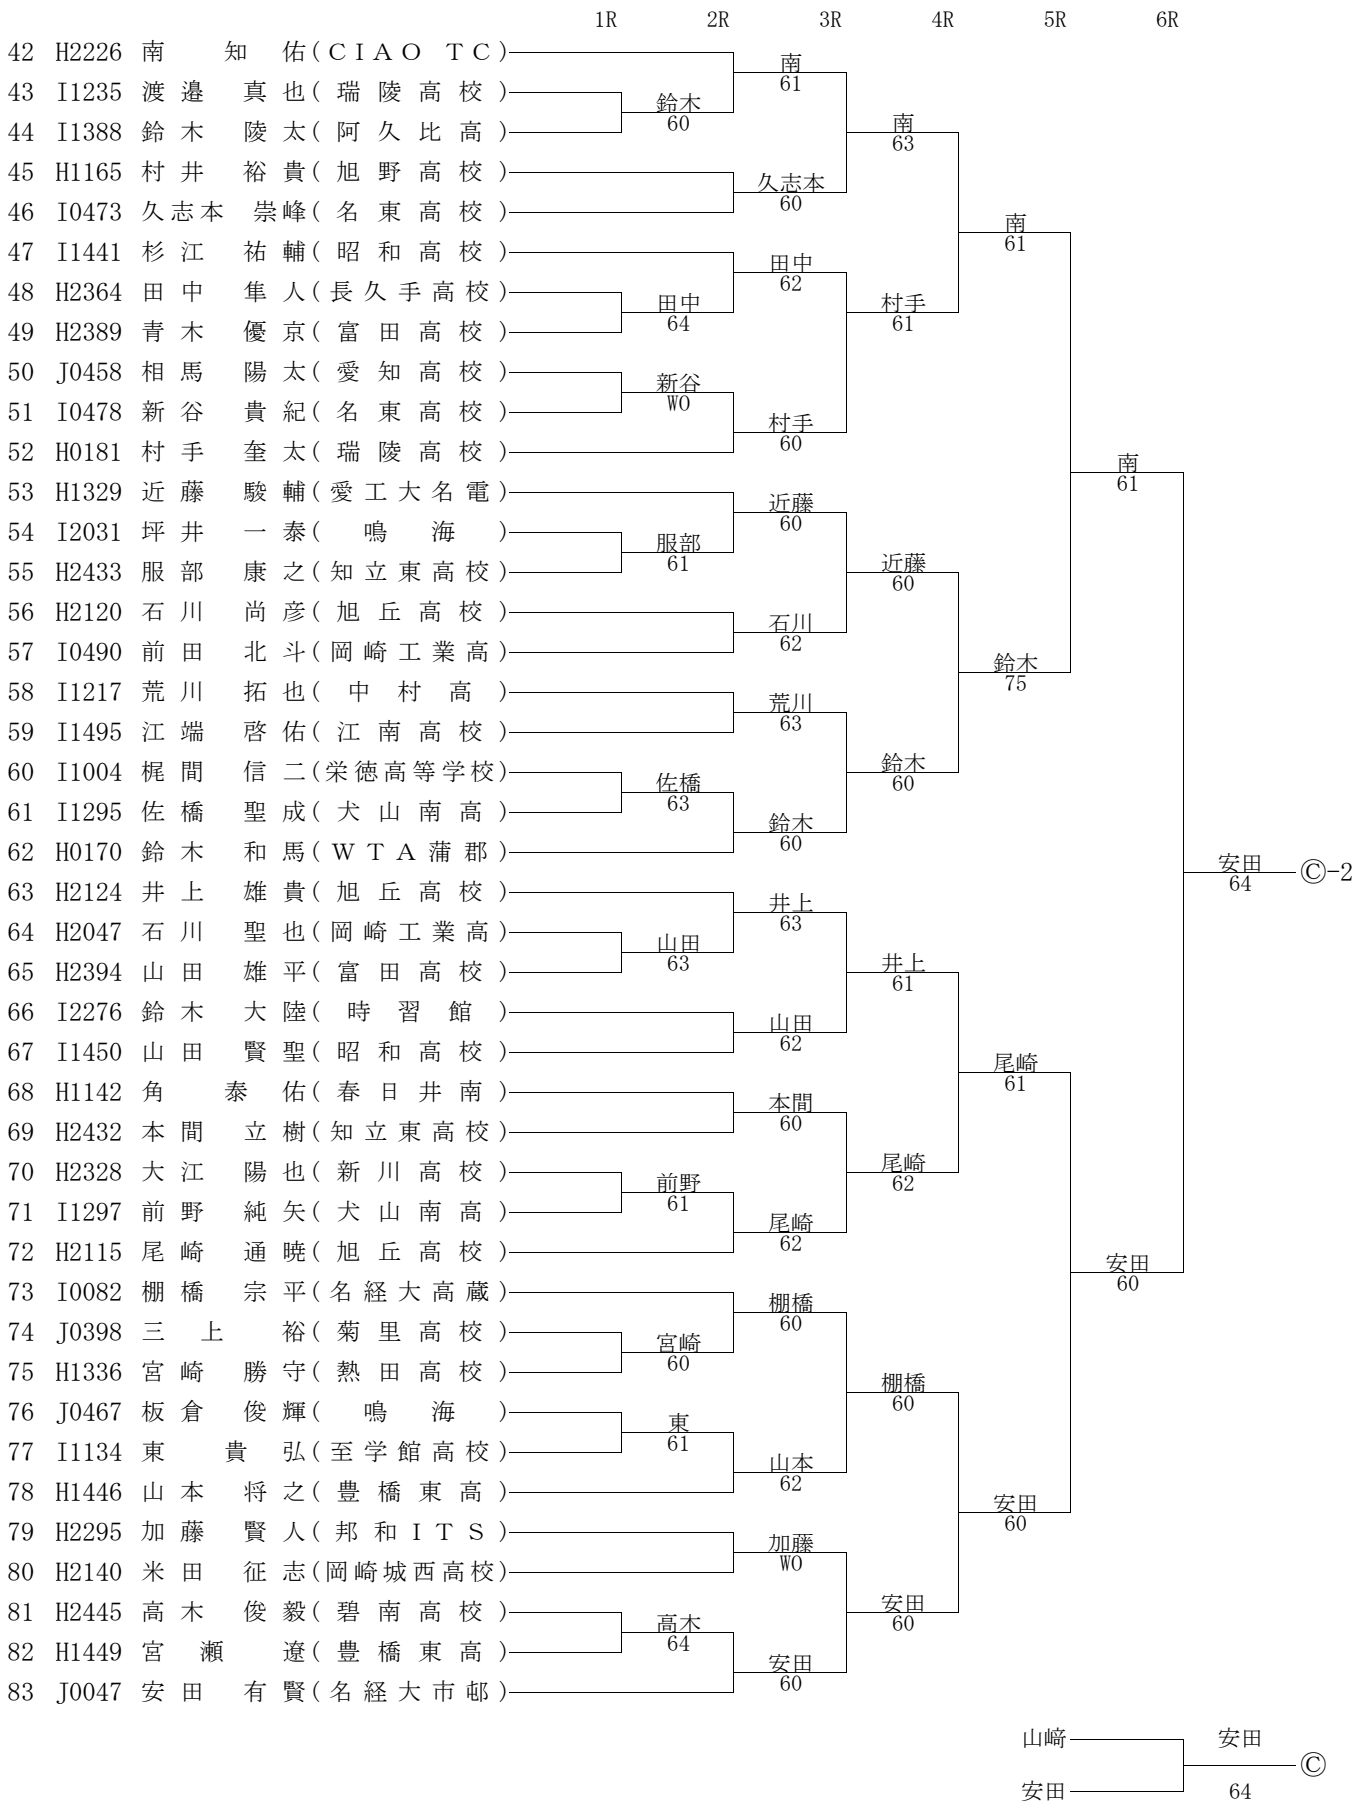 1R 2R 3R 4R 5R 6R
42 H2226 南 知 佑(CIAO TC)
南
61
43 I1235 渡邉 真也(瑞陵高校)
鈴木
60
44 I1388 鈴木 陵太(阿久比高)
南
63
45 H1165 村井 裕貴(旭野高校)
久志本
60
46 I0473 久志本 崇峰(名東高校)
南
61
47 I1441 杉江 祐輔(昭和高校)
田中
62
48 H2364 田中 隼人(長久手高校)
田中
64
村手
61
49 H2389 青木 優京(富田高校)
50 J0458 相馬 陽太(愛知高校)
新谷
WO
51 I0478 新谷 貴紀(名東高校)
村手
60
52 H0181 村手 奎太(瑞陵高校)
南
61
53 H1329 近藤 駿輔(愛工大名電)
近藤
60
54 I2031 坪井 一泰(鳴海)
服部
61
55 H2433 服部 康之(知立東高校)
近藤
60
56 H2120 石川 尚彦(旭丘高校)
石川
62
57 I0490 前田 北斗(岡崎工業高)
鈴木
75
58 I1217 荒川 拓也(中村高)
荒川
63
59 I1495 江端 啓佑(江南高校)
60 I1004 梶間 信二(栄徳高等学校)
佐橋
63
鈴木
60
61 I1295 佐橋 聖成(犬山南高)
鈴木
60
62 H0170 鈴木 和馬(WTA蒲郡)
安田
64
Ⓒ-2
63 H2124 井上 雄貴(旭丘高校)
井上
63
64 H2047 石川 聖也(岡崎工業高)
山田
63
65 H2394 山田 雄平(富田高校)
井上
61
66 I2276 鈴木 大陸(時習館)
山田
62
67 I1450 山田 賢聖(昭和高校)
尾崎
61
68 H1142 角 泰佑(春日井南)
本間
60
69 H2432 本間 立樹(知立東高校)
70 H2328 大江 陽也(新川高校)
前野
61
尾崎
62
71 I1297 前野 純矢(犬山南高)
尾崎
62
72 H2115 尾崎 通暁(旭丘高校)
安田
60
73 I0082 棚橋 宗平(名経大高蔵)
棚橋
60
74 J0398 三上 裕(菊里高校)
宮崎
60
75 H1336 宮崎 勝守(熱田高校)
棚橋
60
76 J0467 板倉 俊輝(鳴海)
東
61
77 I1134 東 貴弘(至学館高校)
山本
62
78 H1446 山本 将之(豊橋東高)
安田
60
79 H2295 加藤 賢人(邦和ITS)
加藤
WO
80 H2140 米田 征志(岡崎城西高校)
81 H2445 高木 俊毅(碧南高校)
高木
64
安田
60
82 H1449 宮瀬 遼(豊橋東高)
安田
60
83 J0047 安田 有賢(名経大市邨)
山﨑
安田
Ⓒ
安田
64